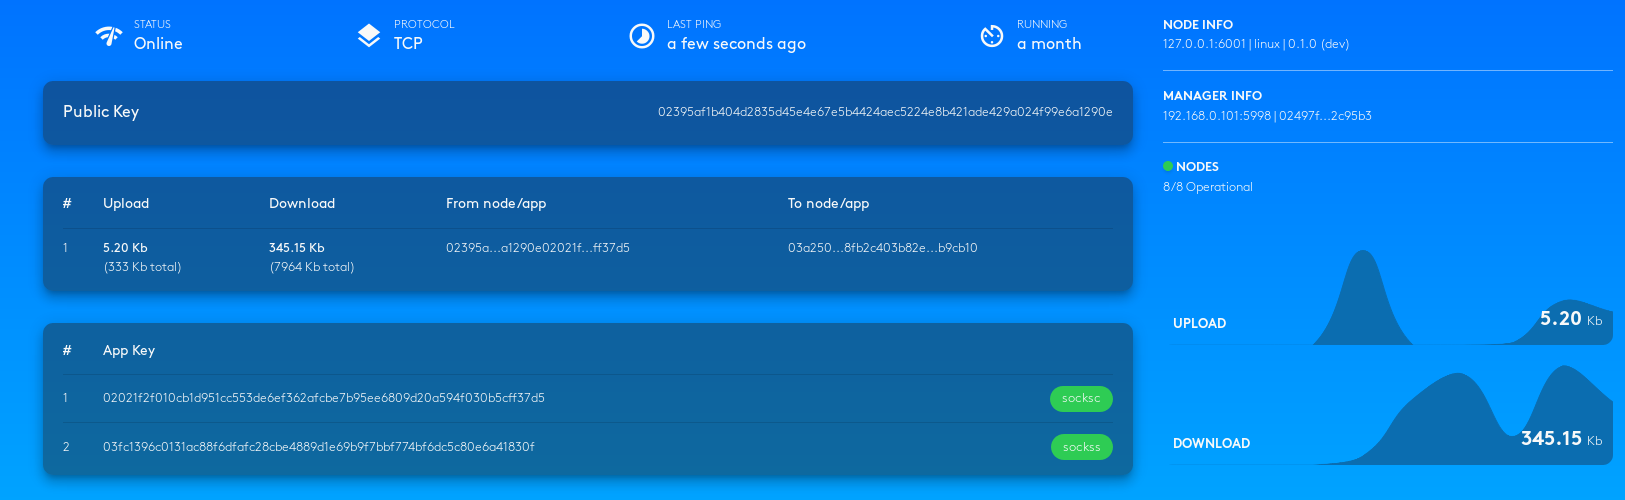 STATUS
Online
PROTOCOL
TCP
LAST PING
a few seconds ago
RUNNING
a month
Public Key 02395af1b404d2835d45e4e67e5b4424aec5224e8b421ade429a024f99e6a1290e
# Upload Download From node/app To node/app
1 5.20 Kb 345.15 Kb 02395a...a1290e02021f...ff37d5 03a250...8fb2c403b82e...b9cb10
(333 Kb total) (7964 Kb total)
# App Key
1 02021f2f010cb1d951cc553de6ef362afcbe7b95ee6809d20a594f030b5cff37d5 socksc
2 03fc1396c0131ac88f6dfafc28cbe4889d1e69b9f7bbf774bf6dc5c80e6a41830f sockss
NODE INFO
127.0.0.1:6001 | linux | 0.1.0 (dev)
MANAGER INFO
192.168.0.101:5998 | 02497f...2c95b3
NODES
8/8 Operational
UPLOAD 5.20 Kb
DOWNLOAD 345.15 Kb